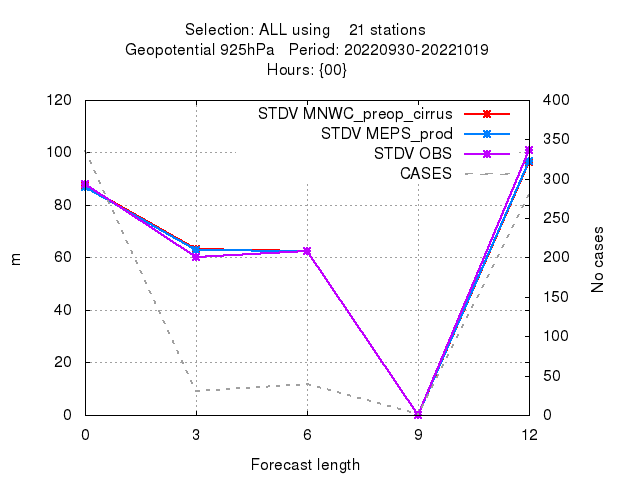 Selection: ALL using    21 stations
Geopotential 925hPa   Period: 20220930-20221019
Hours: {00}
STDV MNWC_preop_cirrus
STDV MEPS_prod
STDV OBS
CASES
120
100
80
60
40
20
0
m
400
350
300
250
200
150
100
50
0
No cases
0
3
6
9
12
Forecast length